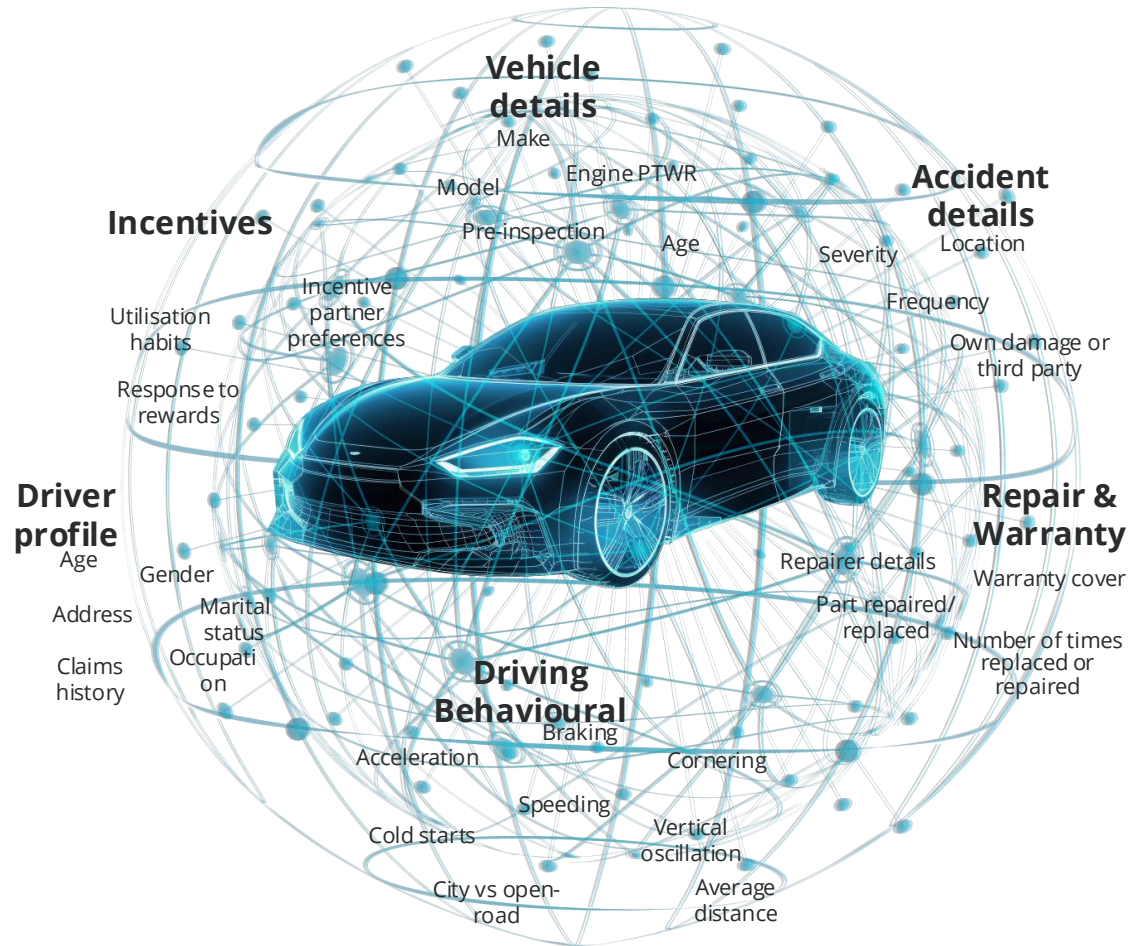 Vehicle
details
Make
Engine PTWR
Model
Pre-inspection
Age
Accident
details
Location
Severity
Frequency
Own damage or
third party
Incentives
Incentive
partner
preferences
Utilisation
habits
Response to
rewards
Driver
profile
Age
Gender
Address
Marital
status
Claims
history
Occupati
on
Repair &
Warranty
Repairer details
Warranty cover
Part repaired/
replaced
Number of times
replaced or
repaired
Driving
Behavioural
Braking
Acceleration
Cornering
Speeding
Cold starts
Vertical
oscillation
City vs open-
road
Average
distance